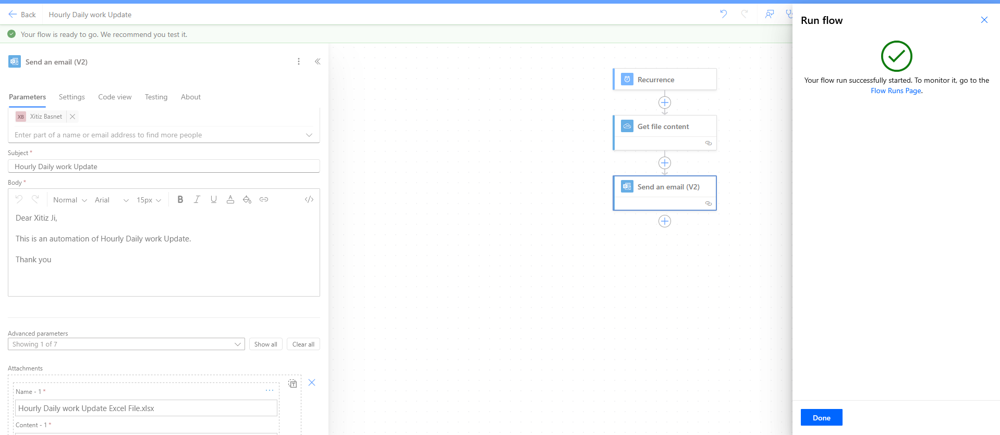 Back
Hourly Daily work Update
Your flow is ready to go. We recommend you test it.
Send an email (V2)
Parameters
Settings
Code view
Testing
About
XB
Xitiz Basnet
Enter part of a name or email address to find more people
Subject *
Hourly Daily work Update
Body *
Normal
Arial
15px
B
I
U
A
</>
Dear Xitiz Ji,
This is an automation of Hourly Daily work Update.
Thank you
Advanced parameters
Showing 1 of 7
Show all
Clear all
Attachments
Name - 1 *
Hourly Daily work Update Excel File.xlsx
Content - 1 *
Recurrence
Get file content
Send an email (V2)
Run flow
Your flow run successfully started. To monitor it, go to the
Flow Runs Page.
Done